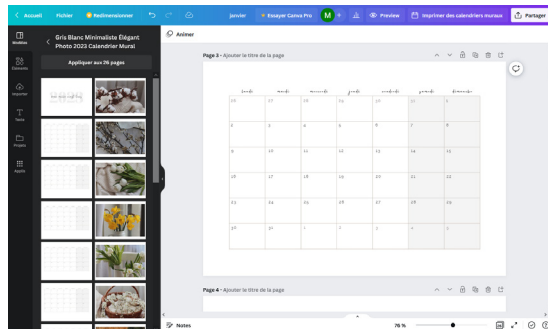 Accueil Fichier Redimensionner janvier Essayer Canva Pro M + Preview Imprimer des calendriers muraux Partager
Modèles
Éléments
Importer
Texte
Projets
Applis
Gris Blanc Minimaliste Élégant
Photo 2023 Calendrier Mural
Appliquer aux 26 pages
Animer
Page 3 - Ajouter le titre de la page
26 27 28 29 30 31 1
2 3 4 5 6 7 8
9 10 11 12 13 14 15
16 17 18 19 20 21 22
23 24 25 26 27 28 29
30 31 1 2 3 4 5
Page 4 - Ajouter le titre de la page
Notes 76 %